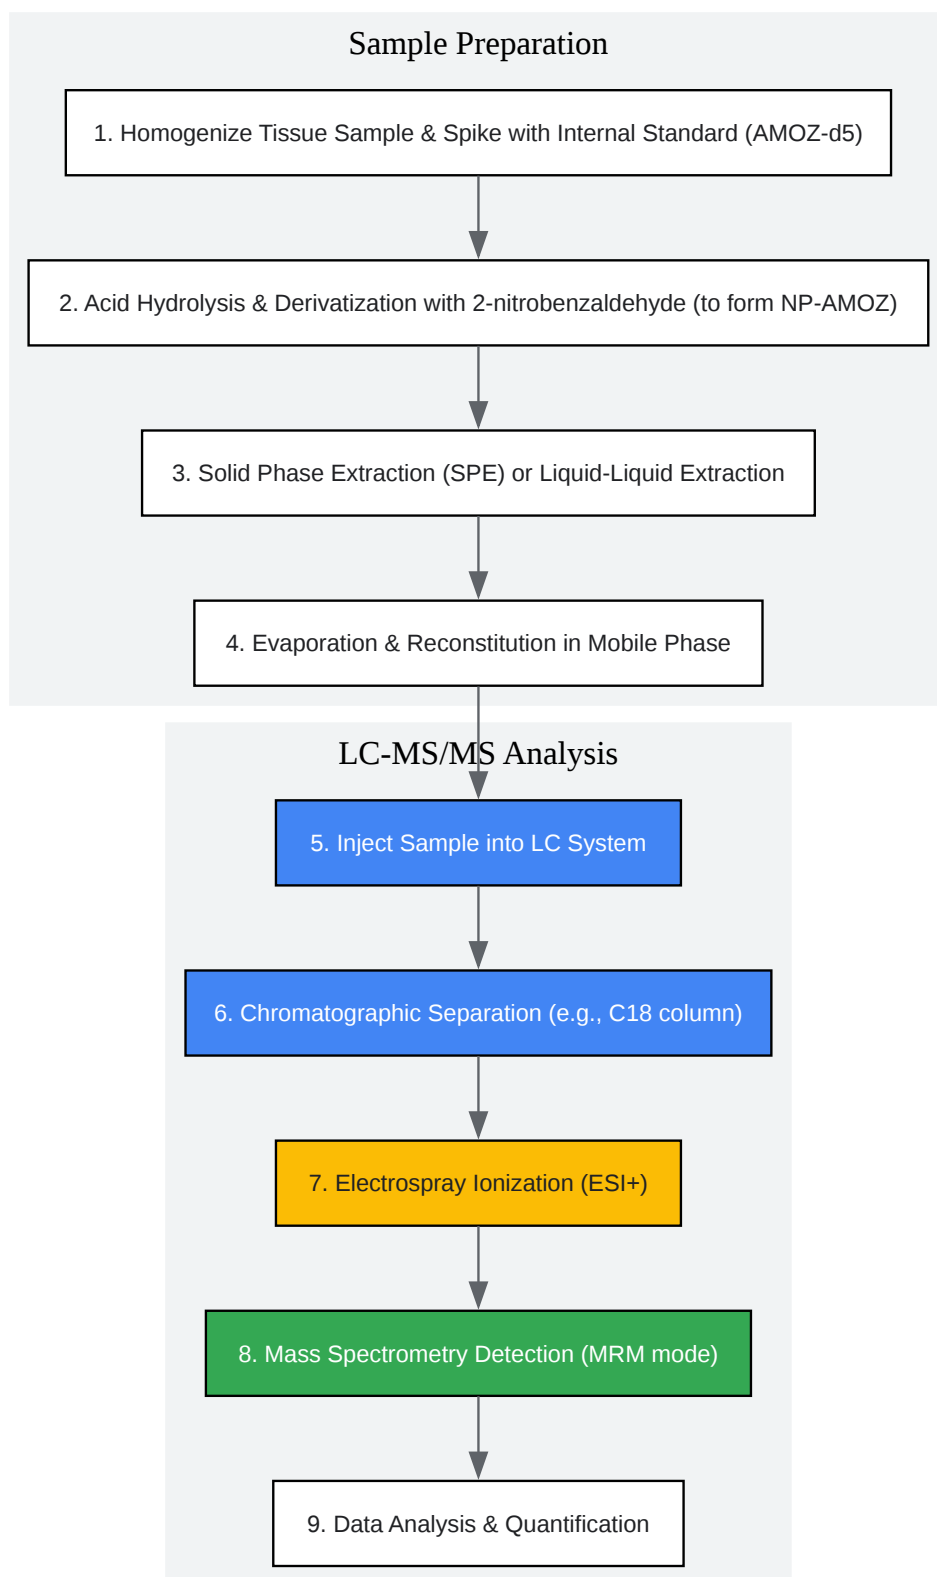 Sample Preparation
1. Homogenize Tissue Sample & Spike with Internal Standard (AMOZ-d5)
2. Acid Hydrolysis & Derivatization with 2-nitrobenzaldehyde (to form NP-AMOZ)
3. Solid Phase Extraction (SPE) or Liquid-Liquid Extraction
4. Evaporation & Reconstitution in Mobile Phase
LC-MS/MS Analysis
5. Inject Sample into LC System
6. Chromatographic Separation (e.g., C18 column)
7. Electrospray Ionization (ESI+)
8. Mass Spectrometry Detection (MRM mode)
9. Data Analysis & Quantification